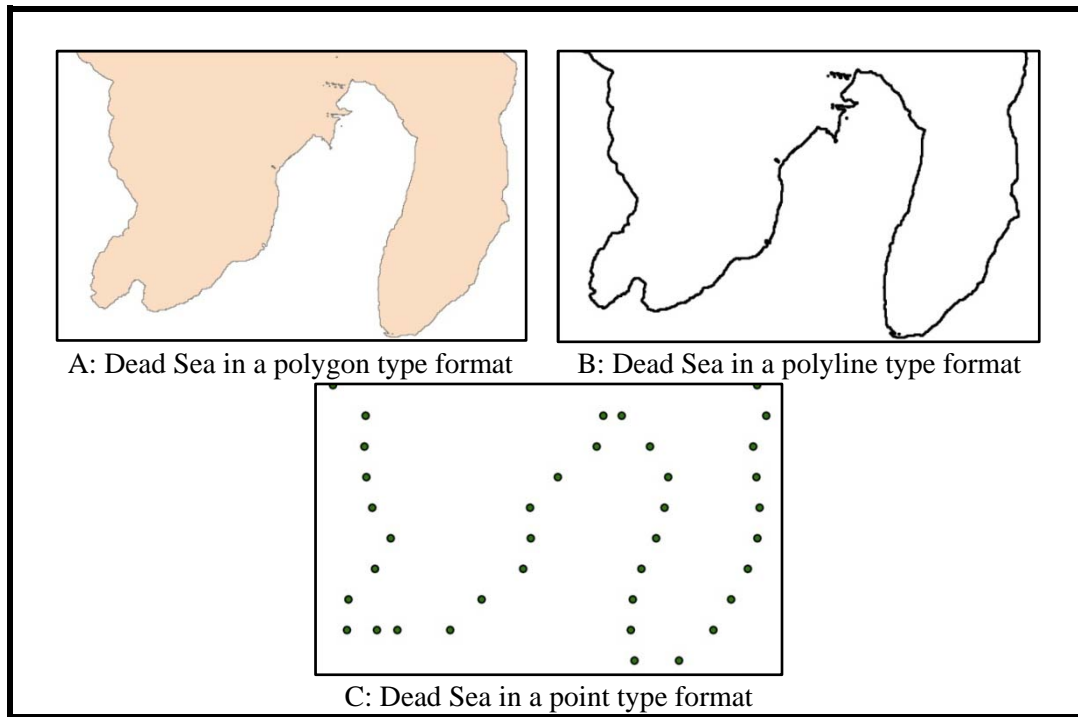 A: Dead Sea in a polygon type format
B: Dead Sea in a polyline type format
C: Dead Sea in a point type format